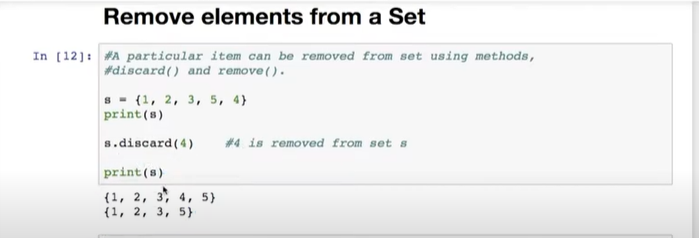 Remove elements from a Set
In [12]: #A particular item can be removed from set using methods,
#discard() and remove().
s = {1, 2, 3, 5, 4}
print(s)
s.discard(4) #4 is removed from set s
print(s)
{1, 2, 3, 4, 5}
{1, 2, 3, 5}